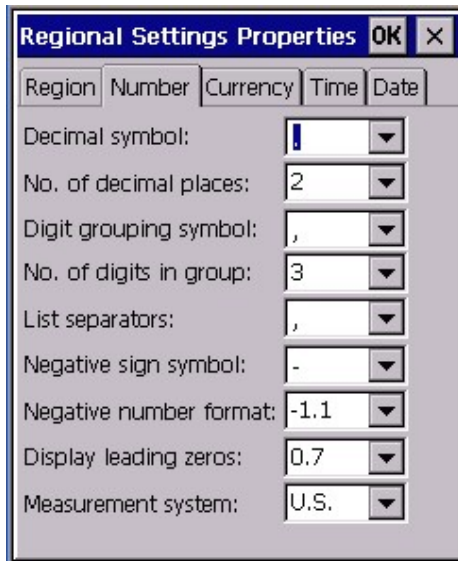 Regional Settings Properties OK ×
Region Number Currency Time Date
Decimal symbol: .
No. of decimal places: 2
Digit grouping symbol: ,
No. of digits in group: 3
List separators: ,
Negative sign symbol: -
Negative number format: -1.1
Display leading zeros: 0.7
Measurement system: U.S.